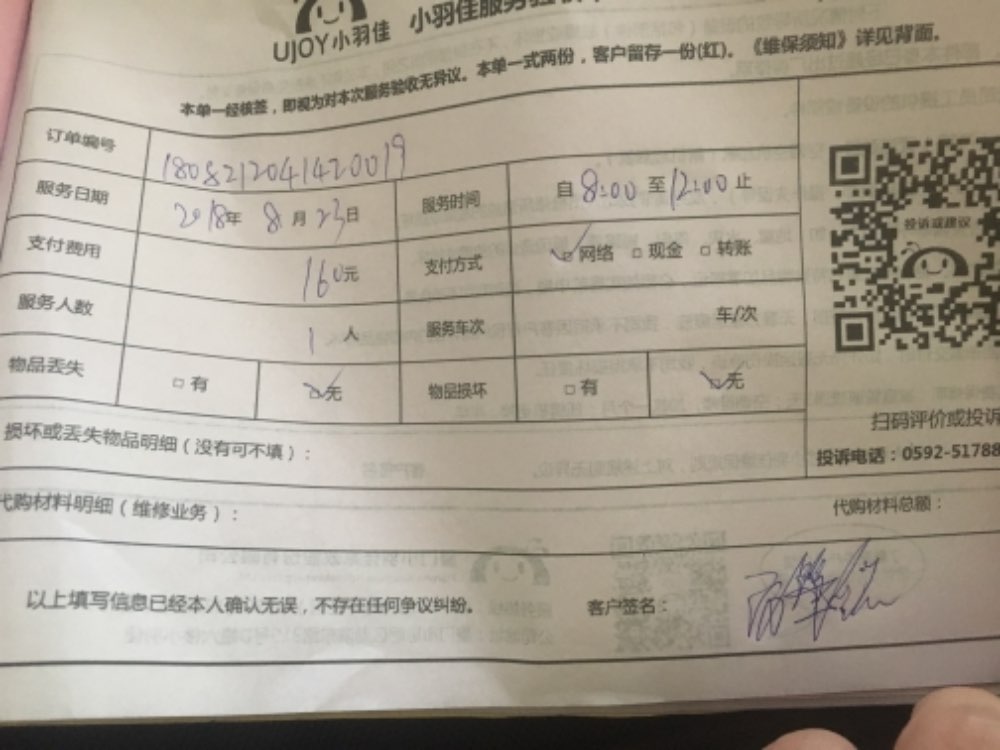 UJOY小羽佳 小羽佳服务验收单
本单一经核签，即视为对本次服务验收无异议。本单一式两份，客户留存一份(红)。《维保须知》详见背面。
订单编号 1808212041420019
服务日期 2018年 8月 23日 服务时间 自 8:00 至 12:00 止
支付费用 160元 支付方式 ☑网络 □现金 □转账
服务人数 1 人 服务车次 车/次
物品丢失 □有 ☑无 物品损坏 □有 ☑无
投诉或建议
损坏或丢失物品明细（没有可不填）：
扫码评价或投诉
投诉电话：0592-51788
代购材料明细（维修业务）：
代购材料总额：
以上填写信息已经本人确认无误，不存在任何争议纠纷。 客户签名：